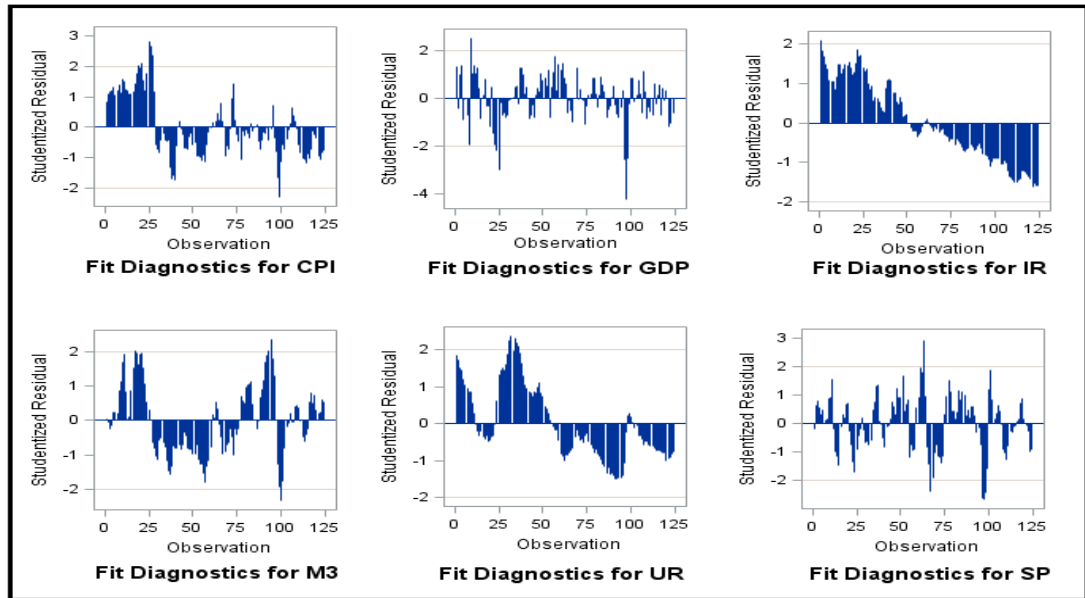 Studentized Residual
3
2
1
0
-1
-2
0 25 50 75 100 125
Observation
Fit Diagnostics for CPI
Studentized Residual
2
0
-2
-4
0 25 50 75 100 125
Observation
Fit Diagnostics for GDP
Studentized Residual
2
1
0
-1
-2
0 25 50 75 100 125
Observation
Fit Diagnostics for IR
Studentized Residual
2
1
0
-1
-2
0 25 50 75 100 125
Observation
Fit Diagnostics for M3
Studentized Residual
2
1
0
-1
-2
0 25 50 75 100 125
Observation
Fit Diagnostics for UR
Studentized Residual
3
2
1
0
-1
-2
0 25 50 75 100 125
Observation
Fit Diagnostics for SP